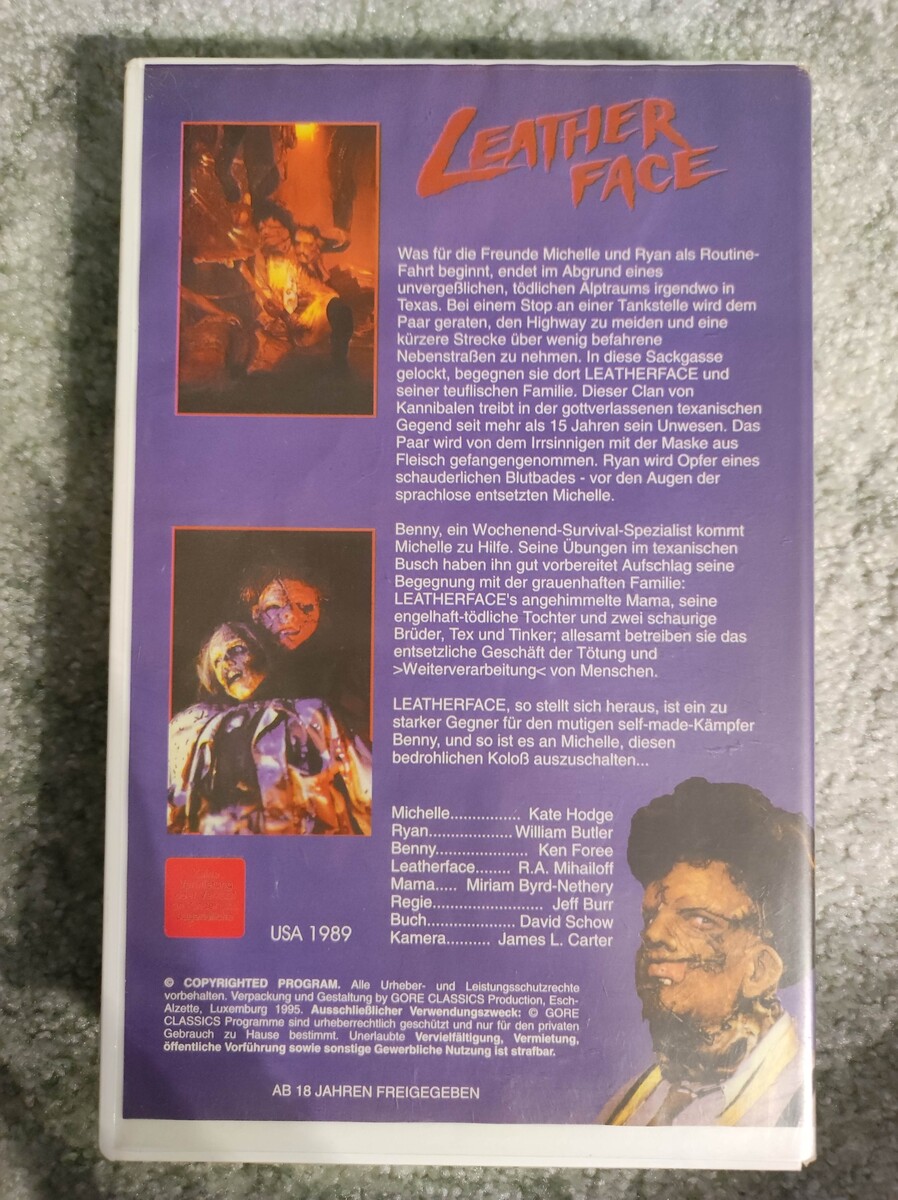 LEATHER
FACE
Was für die Freunde Michelle und Ryan als Routine-
Fahrt beginnt, endet im Abgrund eines
unvergeßlichen, tödlichen Alptraums irgendwo in
Texas. Bei einem Stop an einer Tankstelle wird dem
Paar geraten, den Highway zu meiden und eine
kürzere Strecke über wenig befahrene
Nebenstraßen zu nehmen. In diese Sackgasse
gelockt, begegnen sie dort LEATHERFACE und
seiner teuflischen Familie. Dieser Clan von
Kannibalen treibt in der gottverlassenen texanischen
Gegend seit mehr als 15 Jahren sein Unwesen. Das
Paar wird von dem Irrsinnigen mit der Maske aus
Fleisch gefangengenommen. Ryan wird Opfer eines
schauderlichen Blutbades - vor den Augen der
sprachlose entsetzten Michelle.
Benny, ein Wochenend-Survival-Spezialist kommt
Michelle zu Hilfe. Seine Übungen im texanischen
Busch haben ihn gut vorbereitet Aufschlag seine
Begegnung mit der grauenhaften Familie:
LEATHERFACE's angehimmelte Mama, seine
engelhaft-tödliche Tochter und zwei schaurige
Brüder, Tex und Tinker; allesamt betreiben sie das
entsetzliche Geschäft der Tötung und
>Weiterverarbeitung< von Menschen.
LEATHERFACE, so stellt sich heraus, ist ein zu
starker Gegner für den mutigen self-made-Kämpfer
Benny, und so ist es an Michelle, diesen
bedrohlichen Koloß auszuschalten...
Michelle................ Kate Hodge
Ryan...................William Butler
Benny..................... Ken Foree
Leatherface........ R.A. Mihailoff
Mama..... Miriam Byrd-Nethery
Regie......................... Jeff Burr
Buch.................... David Schow
Kamera.......... James L. Carter
USA 1989
© COPYRIGHTED PROGRAM. Alle Urheber- und Leistungsschutzrechte
vorbehalten. Verpackung und Gestaltung by GORE CLASSICS Production, Esch-
Alzette, Luxemburg 1995. Ausschließlicher Verwendungszweck: © GORE
CLASSICS Programme sind urheberrechtlich geschützt und nur für den privaten
Gebrauch zu Hause bestimmt. Unerlaubte Vervielfältigung, Vermietung,
öffentliche Vorführung sowie sonstige Gewerbliche Nutzung ist strafbar.
AB 18 JAHREN FREIGEGEBEN